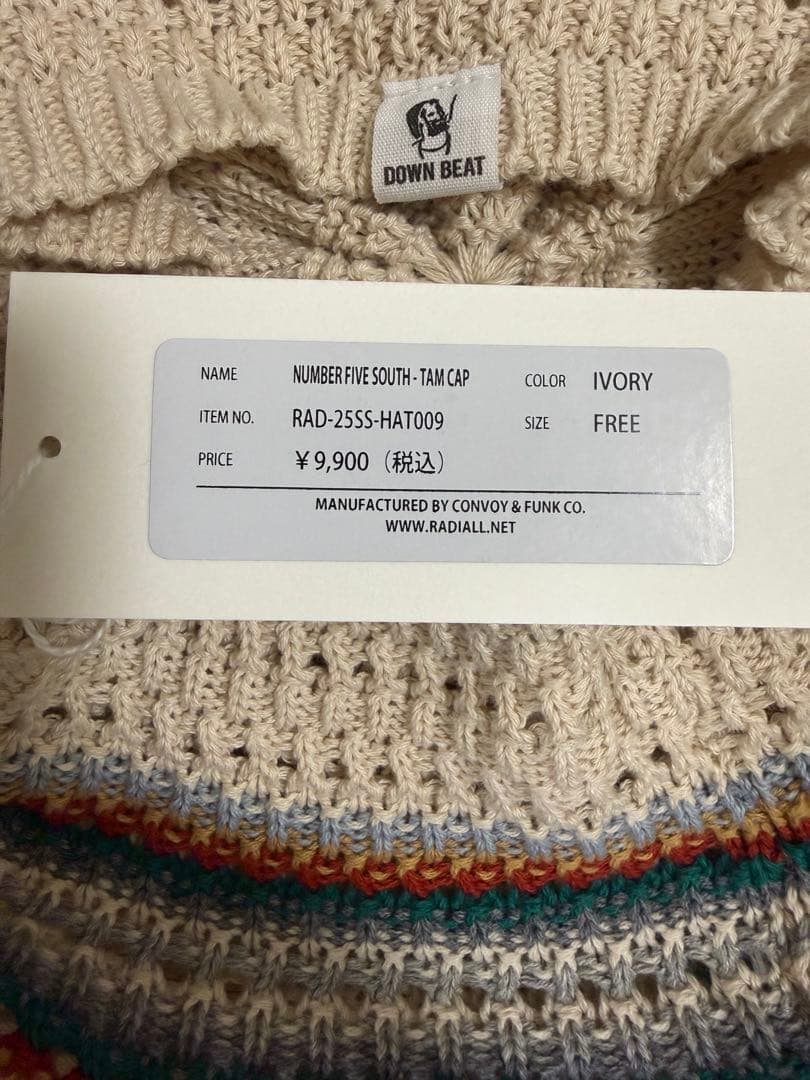 DOWN BEAT
NAME NUMBER FIVE SOUTH - TAM CAP COLOR IVORY
ITEM NO. RAD-25SS-HAT009 SIZE FREE
PRICE ¥9,900（税込）
MANUFACTURED BY CONVOY & FUNK CO.
WWW.RADIALL.NET